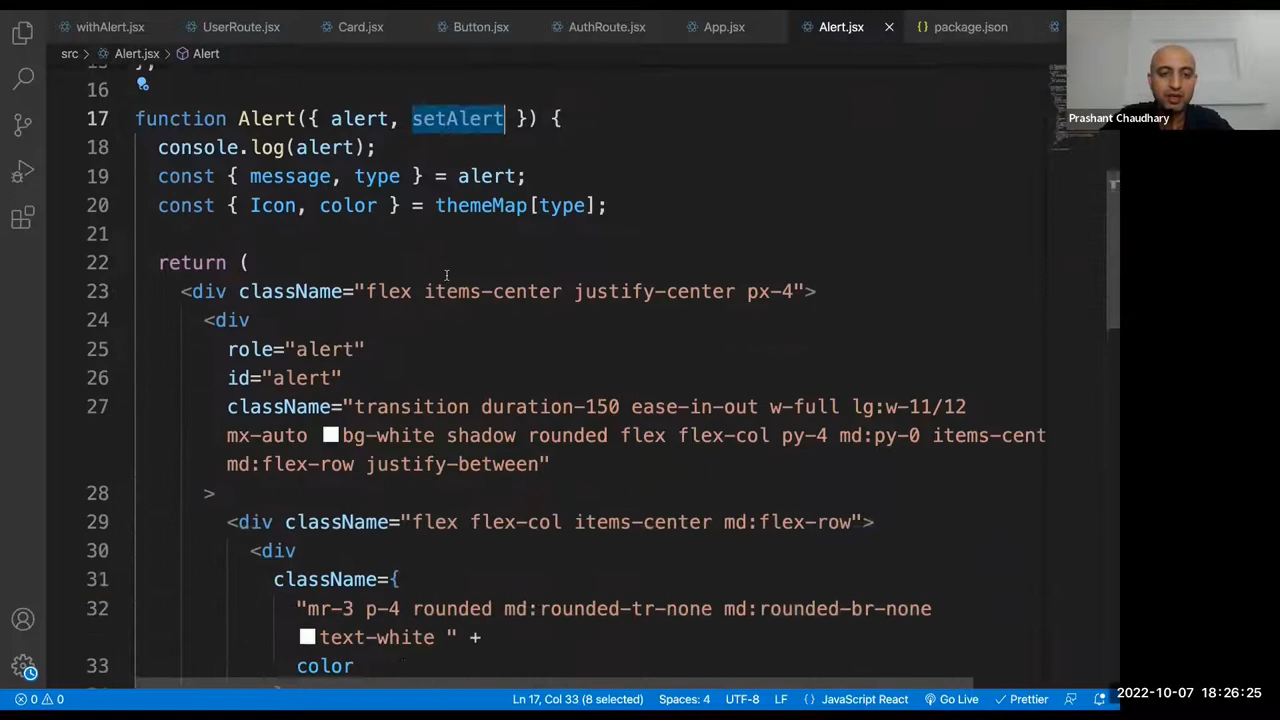 withAlert.jsx
UserRoute.jsx
Card.jsx
Button.jsx
AuthRoute.jsx
App.jsx
Alert.jsx
package.json
src > Alert.jsx > Alert
16
17 function Alert({ alert, setAlert }) {
18 console.log(alert);
19 const { message, type } = alert;
20 const { Icon, color } = themeMap[type];
21
22 return (
23 <div className="flex items-center justify-center px-4">
24 <div
25 role="alert"
26 id="alert"
27 className="transition duration-150 ease-in-out w-full lg:w-11/12
mx-auto bg-white shadow rounded flex flex-col py-4 md:py-0 items-cent
md:flex-row justify-between"
28 >
29 <div className="flex flex-col items-center md:flex-row">
30 <div
31 className={
32 "mr-3 p-4 rounded md:rounded-tr-none md:rounded-br-none
text-white " +
33 color
Prashant Chaudhary
0 0 Ln 17, Col 33 (8 selected) Spaces: 4 UTF-8 LF {} JavaScript React Go Live Prettier
2022-10-07 18:26:25